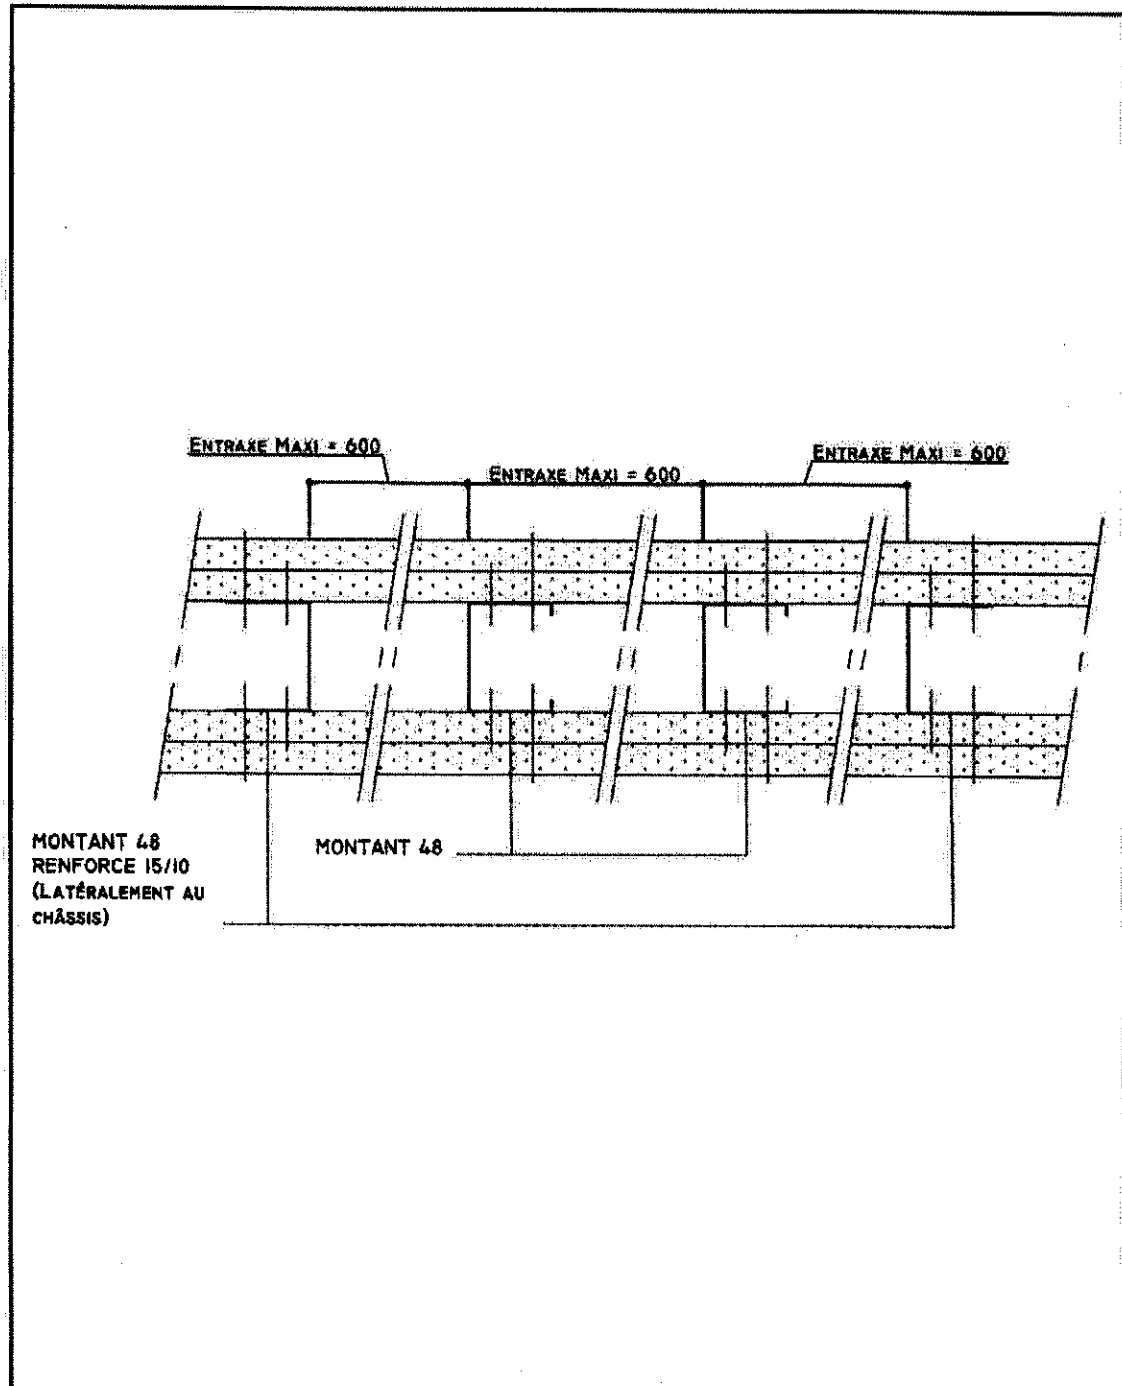 ENTRAXE MAXI = 600
ENTRAXE MAXI = 600
ENTRAXE MAXI = 600
MONTANT 48
RENFORCE 15/10
(LATÉRALEMENT AU
CHÂSSIS)
MONTANT 48